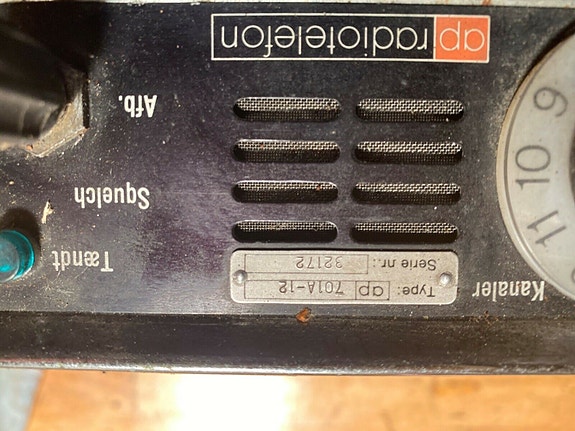 Kanaler
Type: ap 701A-12
Serie nr.: 32172
Tændt
Squelch
Afb.
ap radiotelefon
9
10
11